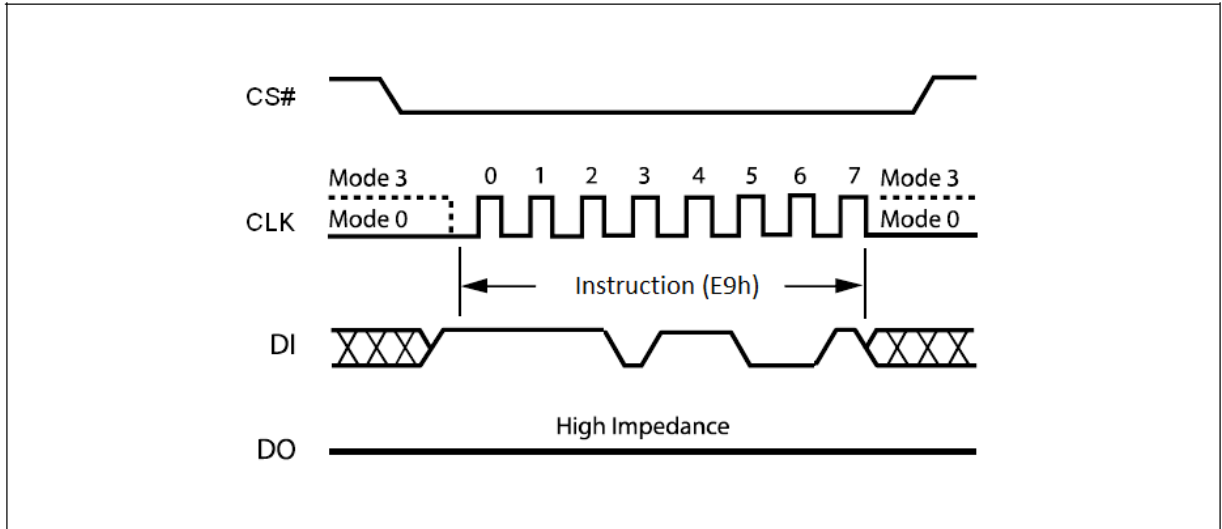 CS#
Mode 3 0 1 2 3 4 5 6 7 Mode 3
CLK Mode 0 Mode 0
Instruction (E9h)
DI
High Impedance
DO